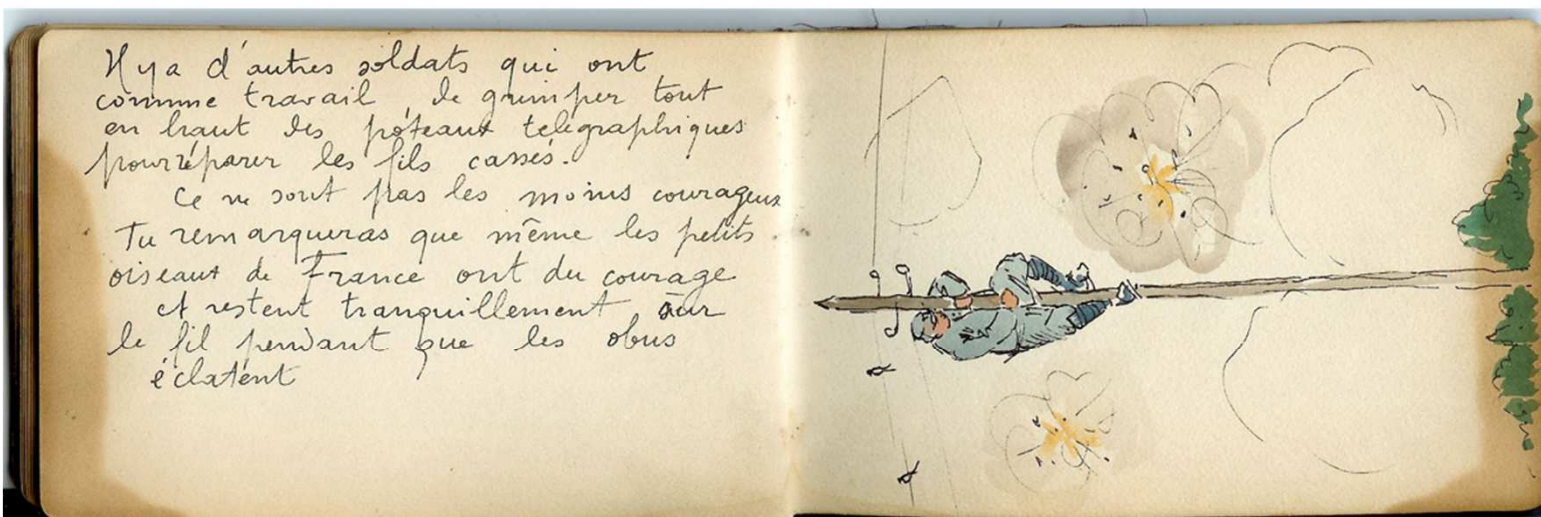 Il y a d'autres soldats qui ont
comme travail, de grimper tout
en haut des poteaux telegraphiques
pour réparer les fils cassés.
Ce ne sont pas les moins courageux
Tu remarqueras que même les petits
oiseaux de France ont du courage
et restent tranquillement sur
le fil pendant que les obus
éclatent